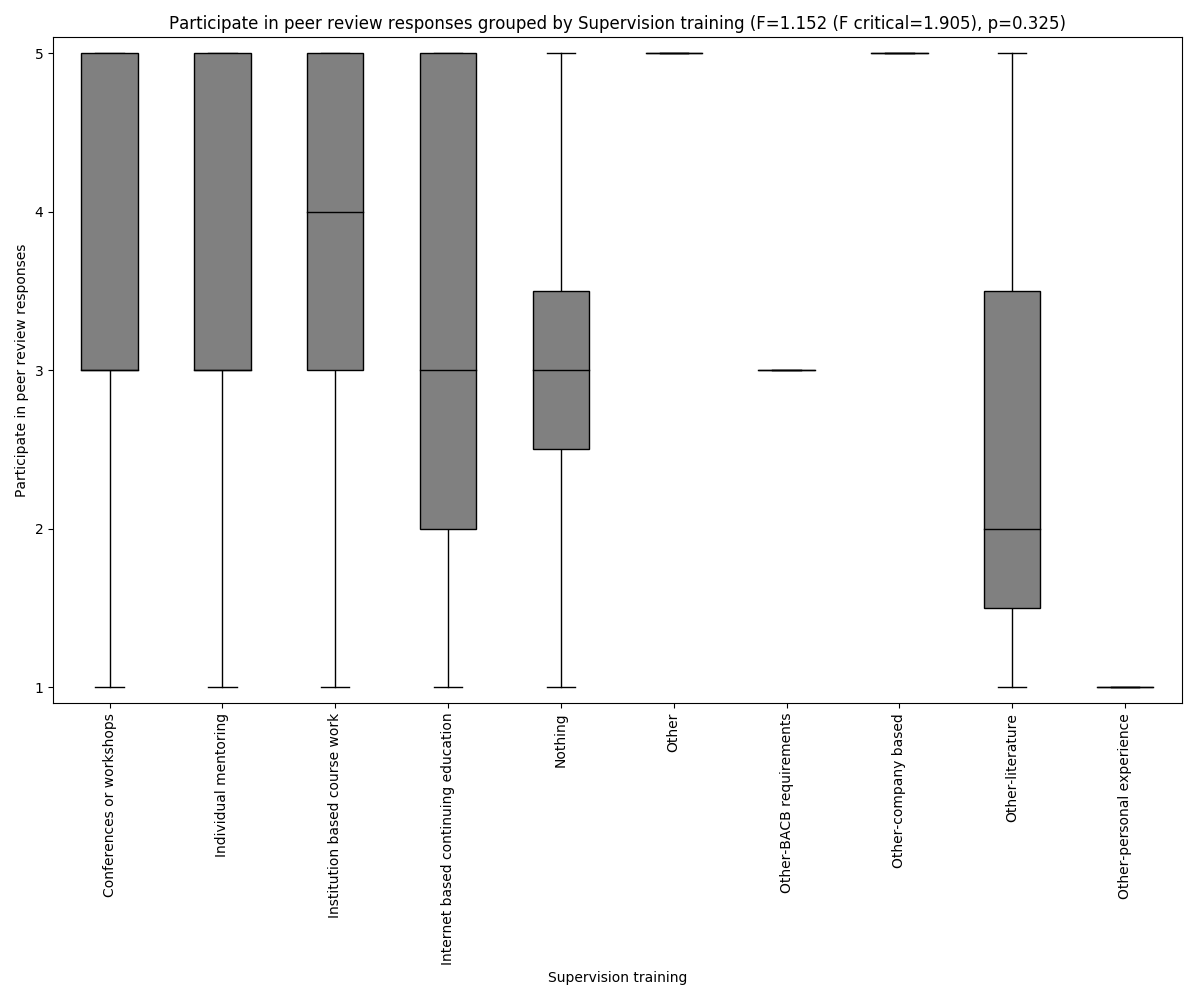 Participate in peer review responses grouped by Supervision training (F=1.152 (F critical=1.905), p=0.325)
Participate in peer review responses
5
4
3
2
1
Conferences or workshops
Individual mentoring
Institution based course work
Internet based continuing education
Nothing
Other
Other-BACB requirements
Other-company based
Other-literature
Other-personal experience
Supervision training